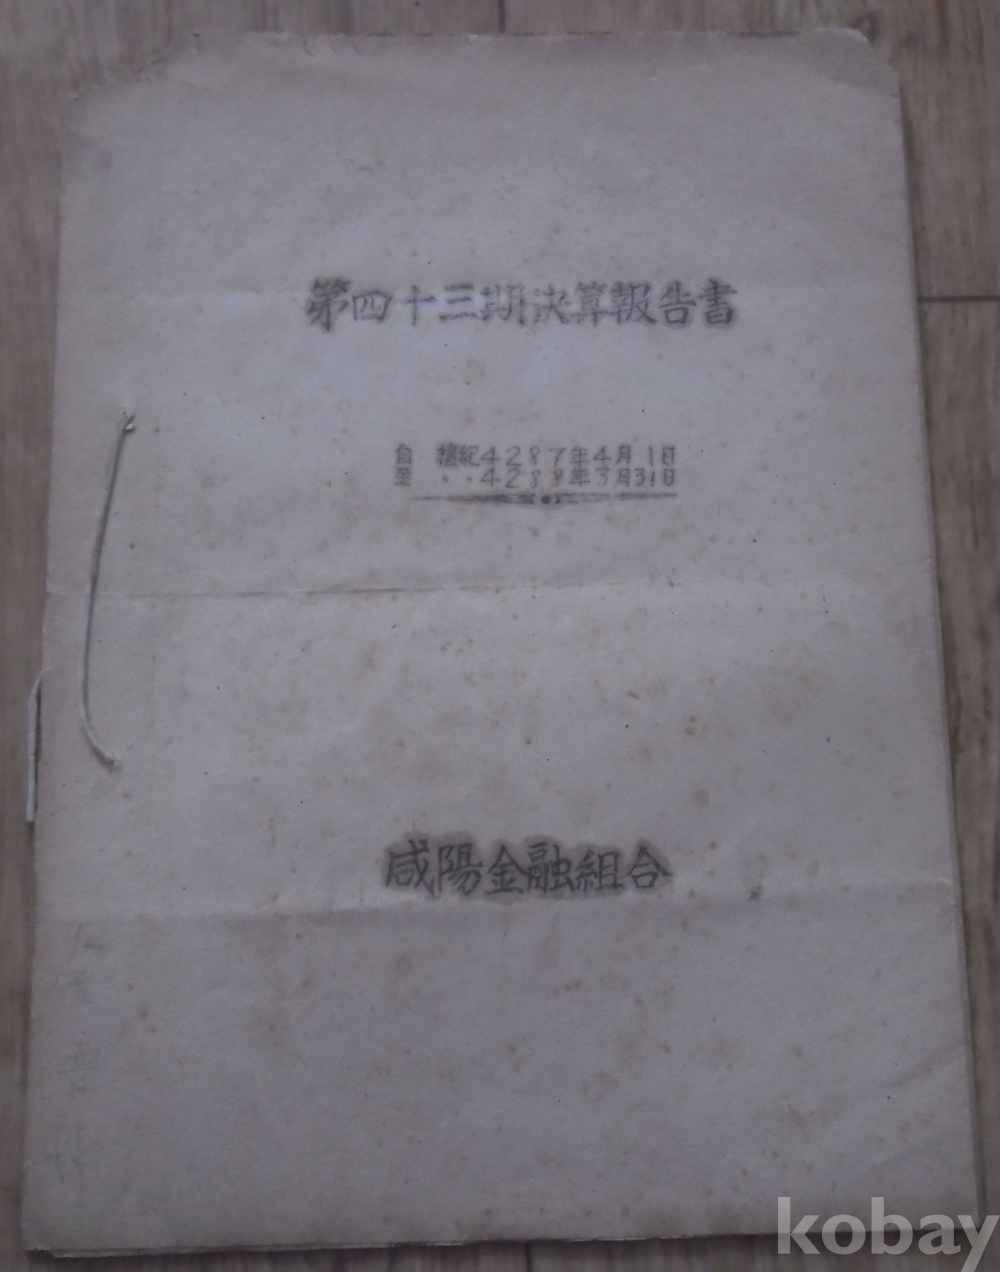 第四十三期決算報告書
自 檀紀4287年4月1日
至 〃〃4288年3月31日
咸陽金融組合
kobay